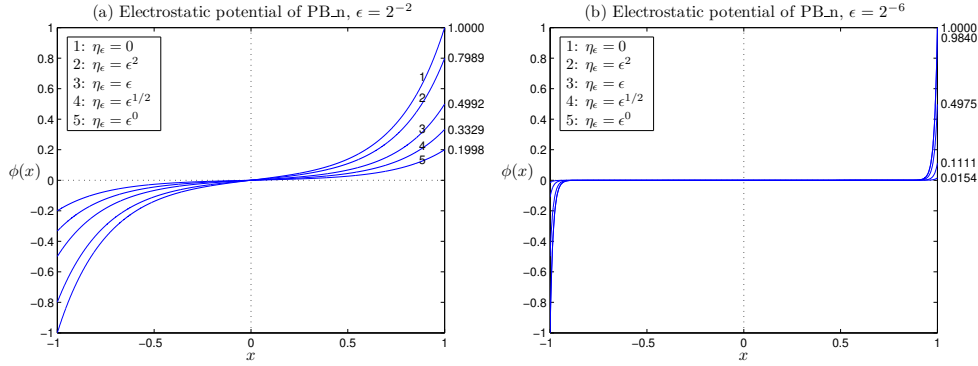 (a) Electrostatic potential of PB_n, ϵ = 2⁻²
1
0.8
0.6
0.4
0.2
0
−0.2
−0.4
−0.6
−0.8
−1
ϕ(x)
1: η_ϵ = 0
2: η_ϵ = ϵ²
3: η_ϵ = ϵ
4: η_ϵ = ϵ^{1/2}
5: η_ϵ = ϵ⁰
1
2
3
4
5
1.0000
0.7989
0.4992
0.3329
0.1998
−1 −0.5 0 0.5 1
x
(b) Electrostatic potential of PB_n, ϵ = 2⁻⁶
1
0.8
0.6
0.4
0.2
0
−0.2
−0.4
−0.6
−0.8
−1
ϕ(x)
1: η_ϵ = 0
2: η_ϵ = ϵ²
3: η_ϵ = ϵ
4: η_ϵ = ϵ^{1/2}
5: η_ϵ = ϵ⁰
1.0000
0.9840
0.4975
0.1111
0.0154
−1 −0.5 0 0.5 1
x